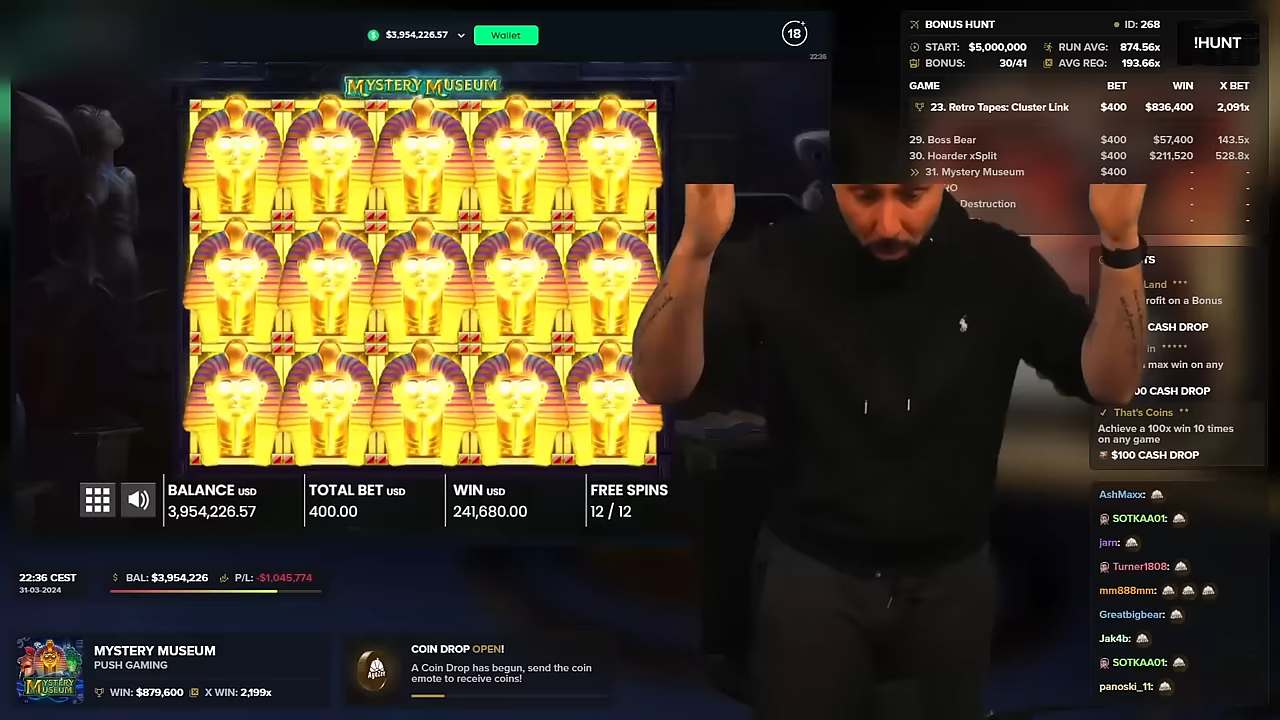 $3,954,226.57
Wallet
18+
22:36
MYSTERY MUSEUM
BALANCE USD
3,954,226.57
TOTAL BET USD
400.00
WIN USD
241,680.00
FREE SPINS
12 / 12
22:36 CEST
31-03-2024
BAL: $3,954,226 P/L: -$1,045,774
MYSTERY MUSEUM
MYSTERY MUSEUM
PUSH GAMING
WIN: $879,600 X WIN: 2,199x
COIN DROP OPEN!
A Coin Drop has begun, send the coin
emote to receive coins!
BONUS HUNT ID: 268
START: $5,000,000 RUN AVG: 874.56x
BONUS: 30/41 AVG REQ: 193.66x
!HUNT
GAME BET WIN X BET
23. Retro Tapes: Cluster Link $400 $836,400 2,091x
29. Boss Bear $400 $57,400 143.5x
30. Hoarder xSplit $400 $211,520 528.8x
31. Mystery Museum $400 - -
Destruction - -
Land ***
rofit on a Bonus
CASH DROP
in *****
max win on any
CASH DROP
✓ That's Coins **
Achieve a 100x win 10 times
on any game
$100 CASH DROP
AshMaxx:
SOTKAA01:
jarn:
Turner1808:
mm888mm:
Greatbigbear:
Jak4b:
SOTKAA01:
panoski_11: